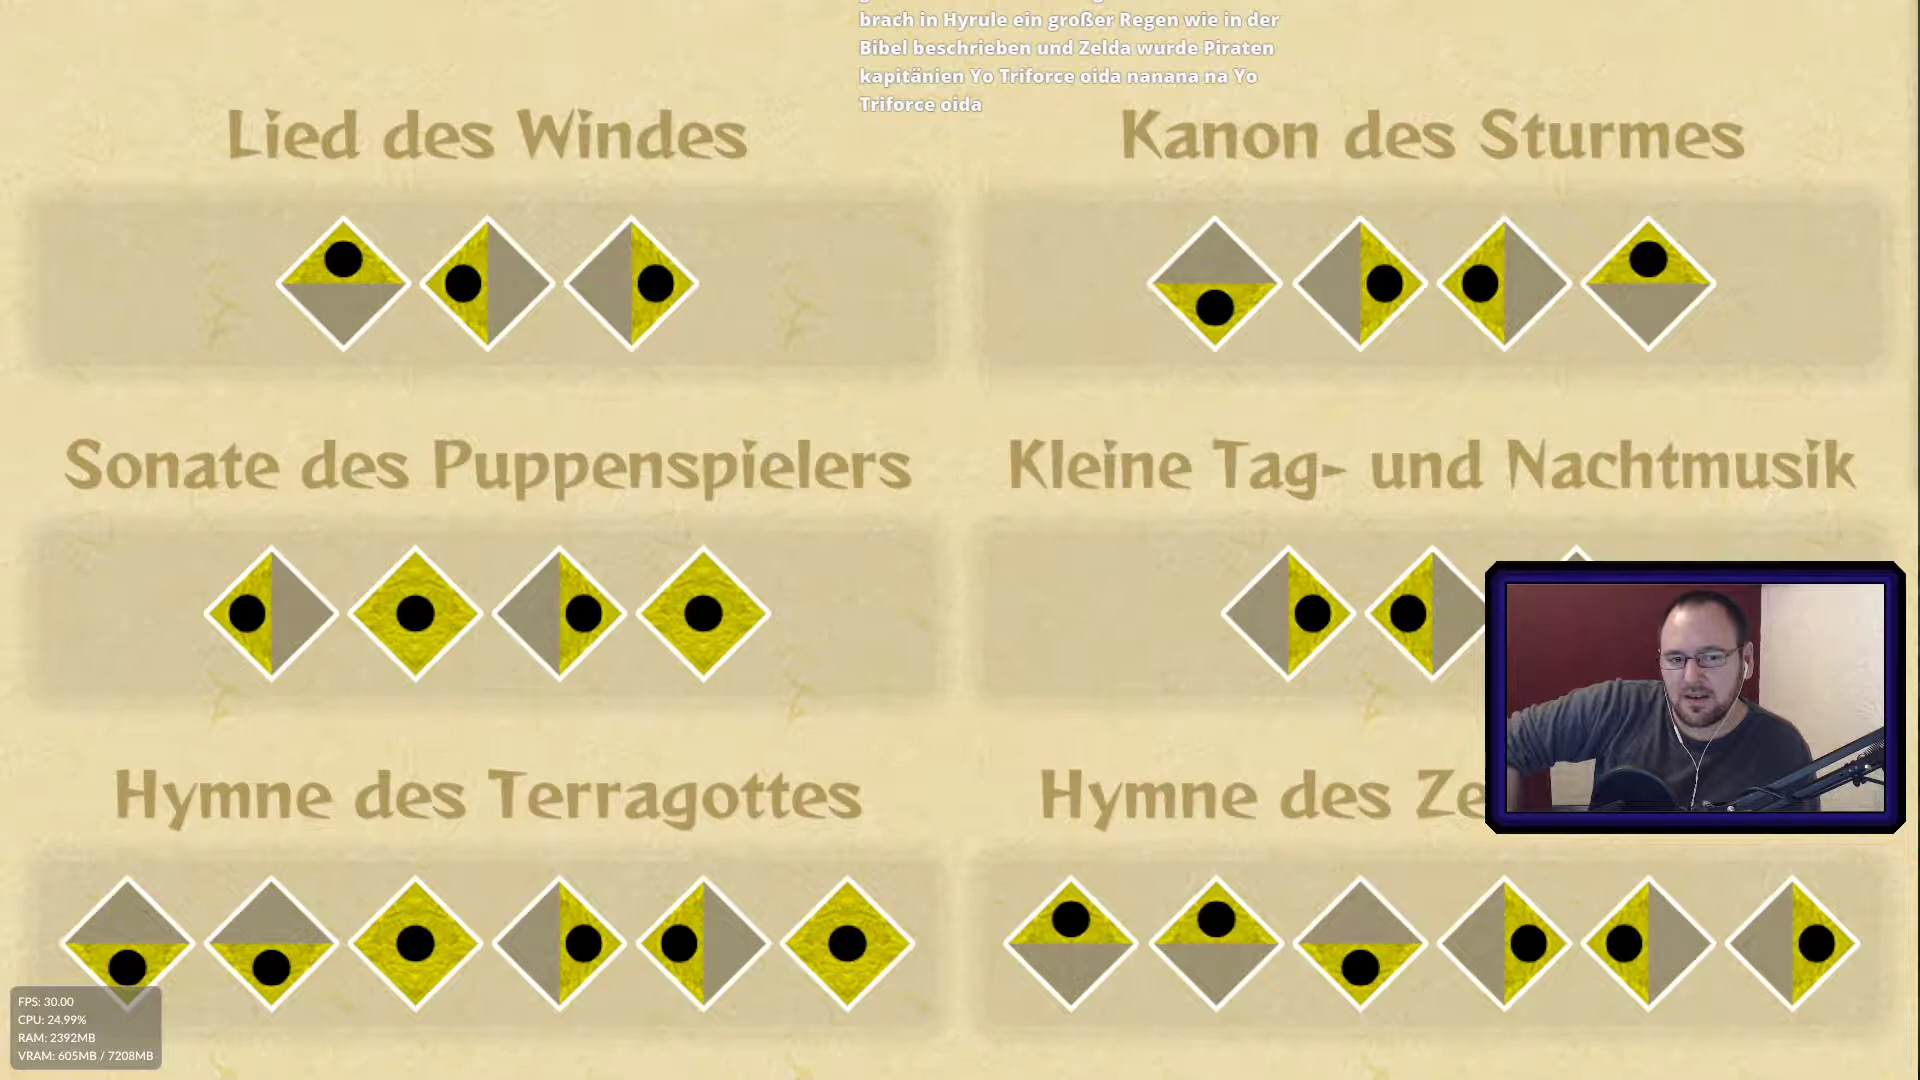 brach in Hyrule ein großer Regen wie in der
Bibel beschrieben und Zelda wurde Piraten
kapitänien Yo Triforce oida nanana na Yo
Triforce oida
Lied des Windes
Kanon des Sturmes
Sonate des Puppenspielers
Kleine Tag- und Nachtmusik
Hymne des Terragottes
Hymne des Ze
FPS: 30.00
CPU: 24.99%
RAM: 2392MB
VRAM: 605MB / 7208MB